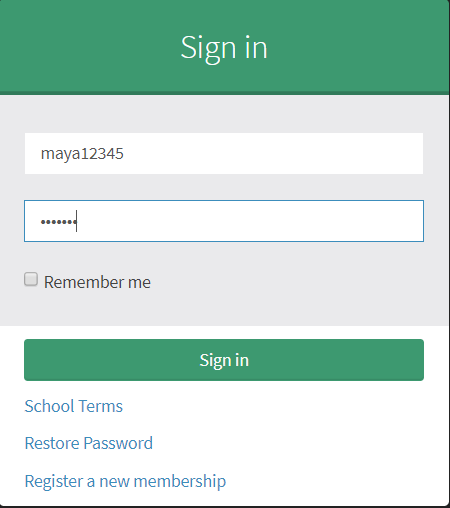 Sign in
maya12345
•••••••
Remember me
Sign in
School Terms
Restore Password
Register a new membership